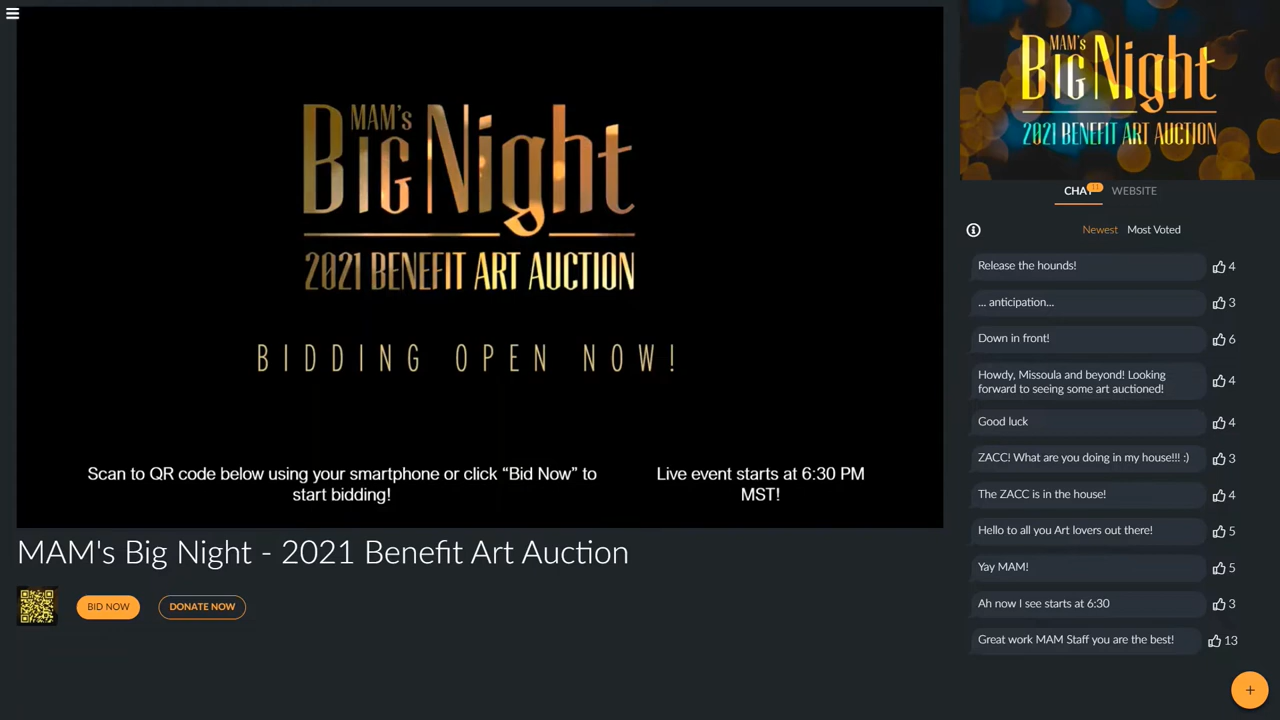 MAM's
Big Night
2021 BENEFIT ART AUCTION
BIDDING OPEN NOW!
Scan to QR code below using your smartphone or click “Bid Now” to
start bidding!
Live event starts at 6:30 PM
MST!
MAM's Big Night - 2021 Benefit Art Auction
BID NOW
DONATE NOW
MAM's
Big Night
2021 BENEFIT ART AUCTION
CHAT 11 WEBSITE
Newest Most Voted
Release the hounds! 4
... anticipation... 3
Down in front! 6
Howdy, Missoula and beyond! Looking
forward to seeing some art auctioned! 4
Good luck 4
ZACC! What are you doing in my house!!! :) 3
The ZACC is in the house! 4
Hello to all you Art lovers out there! 5
Yay MAM! 5
Ah now I see starts at 6:30 3
Great work MAM Staff you are the best! 13